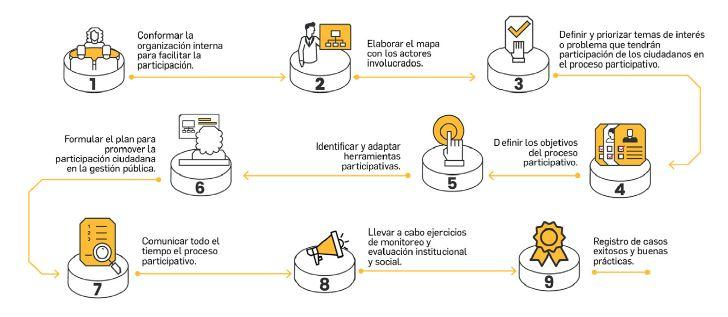 1
Conformar la
organización interna
para facilitar la
participación.
2
Elaborar el mapa
con los actores
involucrados.
3
Definir y priorizar temas de interés
o problema que tendrán
participación de los ciudadanos en
el proceso participativo.
4
Definir los objetivos
del proceso
participativo.
5
Identificar y adaptar
herramientas
participativas.
6
Formular el plan para
promover la
participación ciudadana
en la gestión pública.
1
2
3
7
Comunicar todo el
tiempo el proceso
participativo.
8
Llevar a cabo ejercicios
de monitoreo y
evaluación institucional
y social.
9
Registro de casos
exitosos y buenas
prácticas.